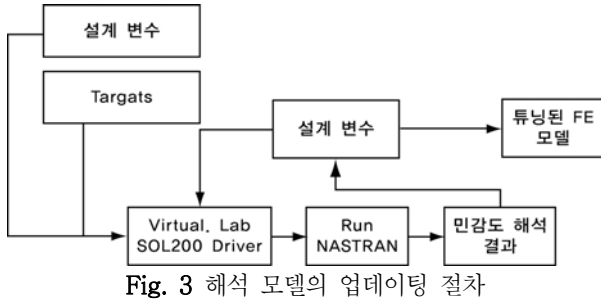 설계 변수
Targats
설계 변수
튜닝된 FE
모델
Virtual. Lab
SOL200 Driver
Run
NASTRAN
민감도 해석
결과
Fig. 3 해석 모델의 업데이팅 절차